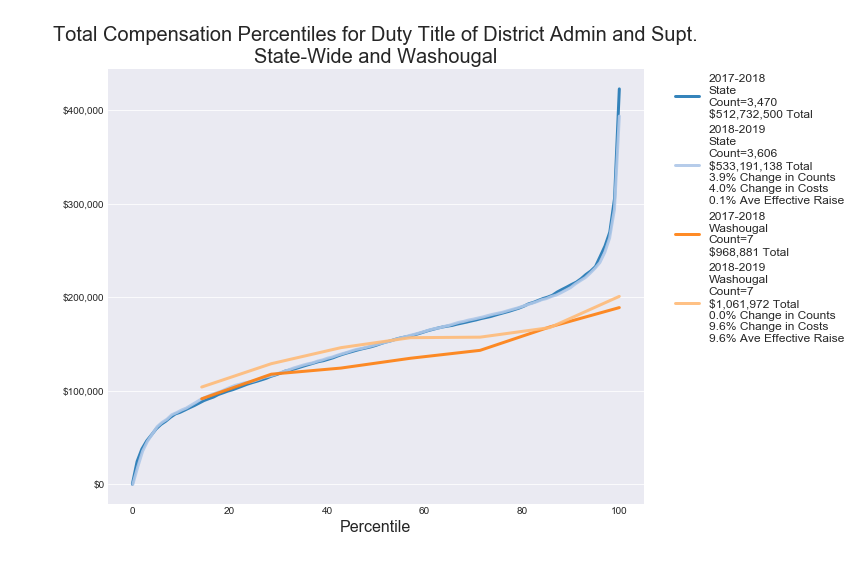 Total Compensation Percentiles for Duty Title of District Admin and Supt.
State-Wide and Washougal
$400,000
$300,000
$200,000
$100,000
$0
0
20
40
60
80
100
Percentile
2017-2018
State
Count=3,470
$512,732,500 Total
2018-2019
State
Count=3,606
$533,191,138 Total
3.9% Change in Counts
4.0% Change in Costs
0.1% Ave Effective Raise
2017-2018
Washougal
Count=7
$968,881 Total
2018-2019
Washougal
Count=7
$1,061,972 Total
0.0% Change in Counts
9.6% Change in Costs
9.6% Ave Effective Raise